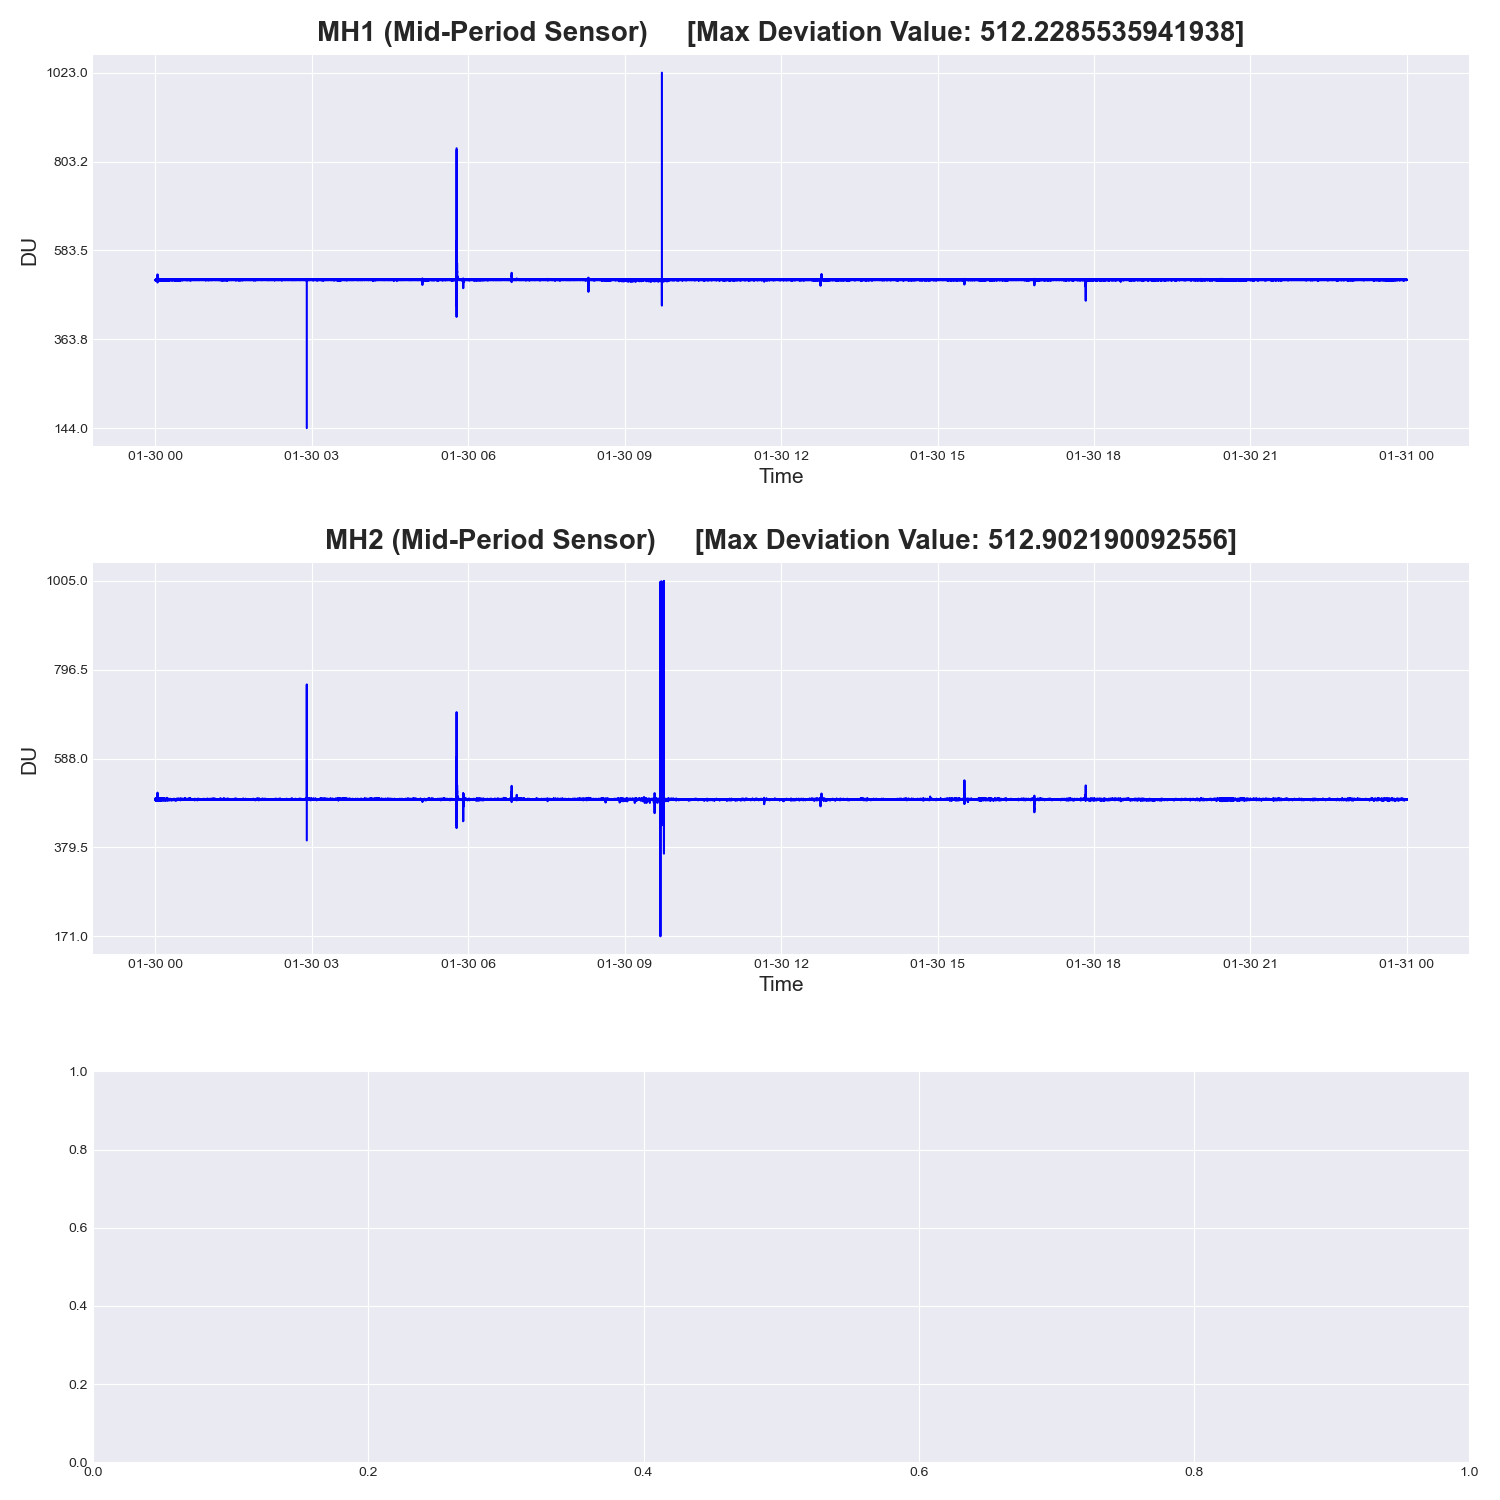 MH1 (Mid-Period Sensor) [Max Deviation Value: 512.2285535941938]
1023.0
803.2
583.5
363.8
144.0
DU
01-30 00 01-30 03 01-30 06 01-30 09 01-30 12 01-30 15 01-30 18 01-30 21 01-31 00
Time
MH2 (Mid-Period Sensor) [Max Deviation Value: 512.902190092556]
1005.0
796.5
588.0
379.5
171.0
DU
01-30 00 01-30 03 01-30 06 01-30 09 01-30 12 01-30 15 01-30 18 01-30 21 01-31 00
Time
1.0
0.8
0.6
0.4
0.2
0.0
0.0 0.2 0.4 0.6 0.8 1.0